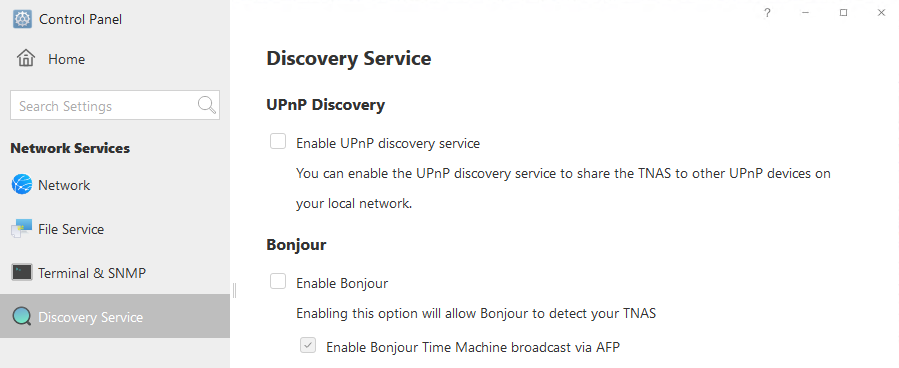 Control Panel
?
Home
Search Settings
Network Services
Network
File Service
Terminal & SNMP
Discovery Service
Discovery Service
UPnP Discovery
Enable UPnP discovery service
You can enable the UPnP discovery service to share the TNAS to other UPnP devices on
your local network.
Bonjour
Enable Bonjour
Enabling this option will allow Bonjour to detect your TNAS
Enable Bonjour Time Machine broadcast via AFP